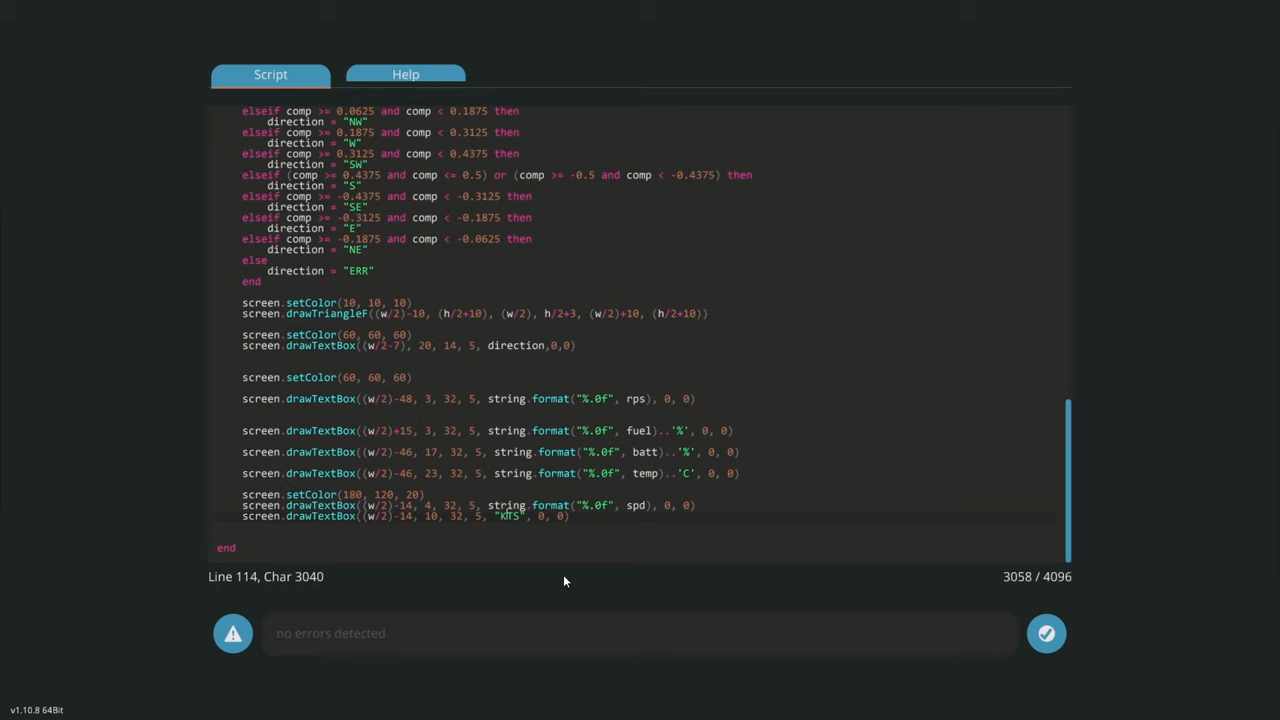 Script
Help
elseif comp >= 0.0625 and comp < 0.1875 then
direction = "NW"
elseif comp >= 0.1875 and comp < 0.3125 then
direction = "W"
elseif comp >= 0.3125 and comp < 0.4375 then
direction = "SW"
elseif (comp >= 0.4375 and comp <= 0.5) or (comp >= -0.5 and comp < -0.4375) then
direction = "S"
elseif comp >= -0.4375 and comp < -0.3125 then
direction = "SE"
elseif comp >= -0.3125 and comp < -0.1875 then
direction = "E"
elseif comp >= -0.1875 and comp < -0.0625 then
direction = "NE"
else
direction = "ERR"
end
screen.setColor(10, 10, 10)
screen.drawTriangleF((w/2)-10, (h/2+10), (w/2), h/2+3, (w/2)+10, (h/2+10))
screen.setColor(60, 60, 60)
screen.drawTextBox((w/2-7), 20, 14, 5, direction,0,0)
screen.setColor(60, 60, 60)
screen.drawTextBox((w/2)-48, 3, 32, 5, string.format("%.0f", rps), 0, 0)
screen.drawTextBox((w/2)+15, 3, 32, 5, string.format("%.0f", fuel)..'%', 0, 0)
screen.drawTextBox((w/2)-46, 17, 32, 5, string.format("%.0f", batt)..'%', 0, 0)
screen.drawTextBox((w/2)-46, 23, 32, 5, string.format("%.0f", temp)..'C', 0, 0)
screen.setColor(180, 120, 20)
screen.drawTextBox((w/2)-14, 4, 32, 5, string.format("%.0f", spd), 0, 0)
screen.drawTextBox((w/2)-14, 10, 32, 5, "KTS", 0, 0)
end
Line 114, Char 3040
3058 / 4096
no errors detected
v1.10.8 64Bit